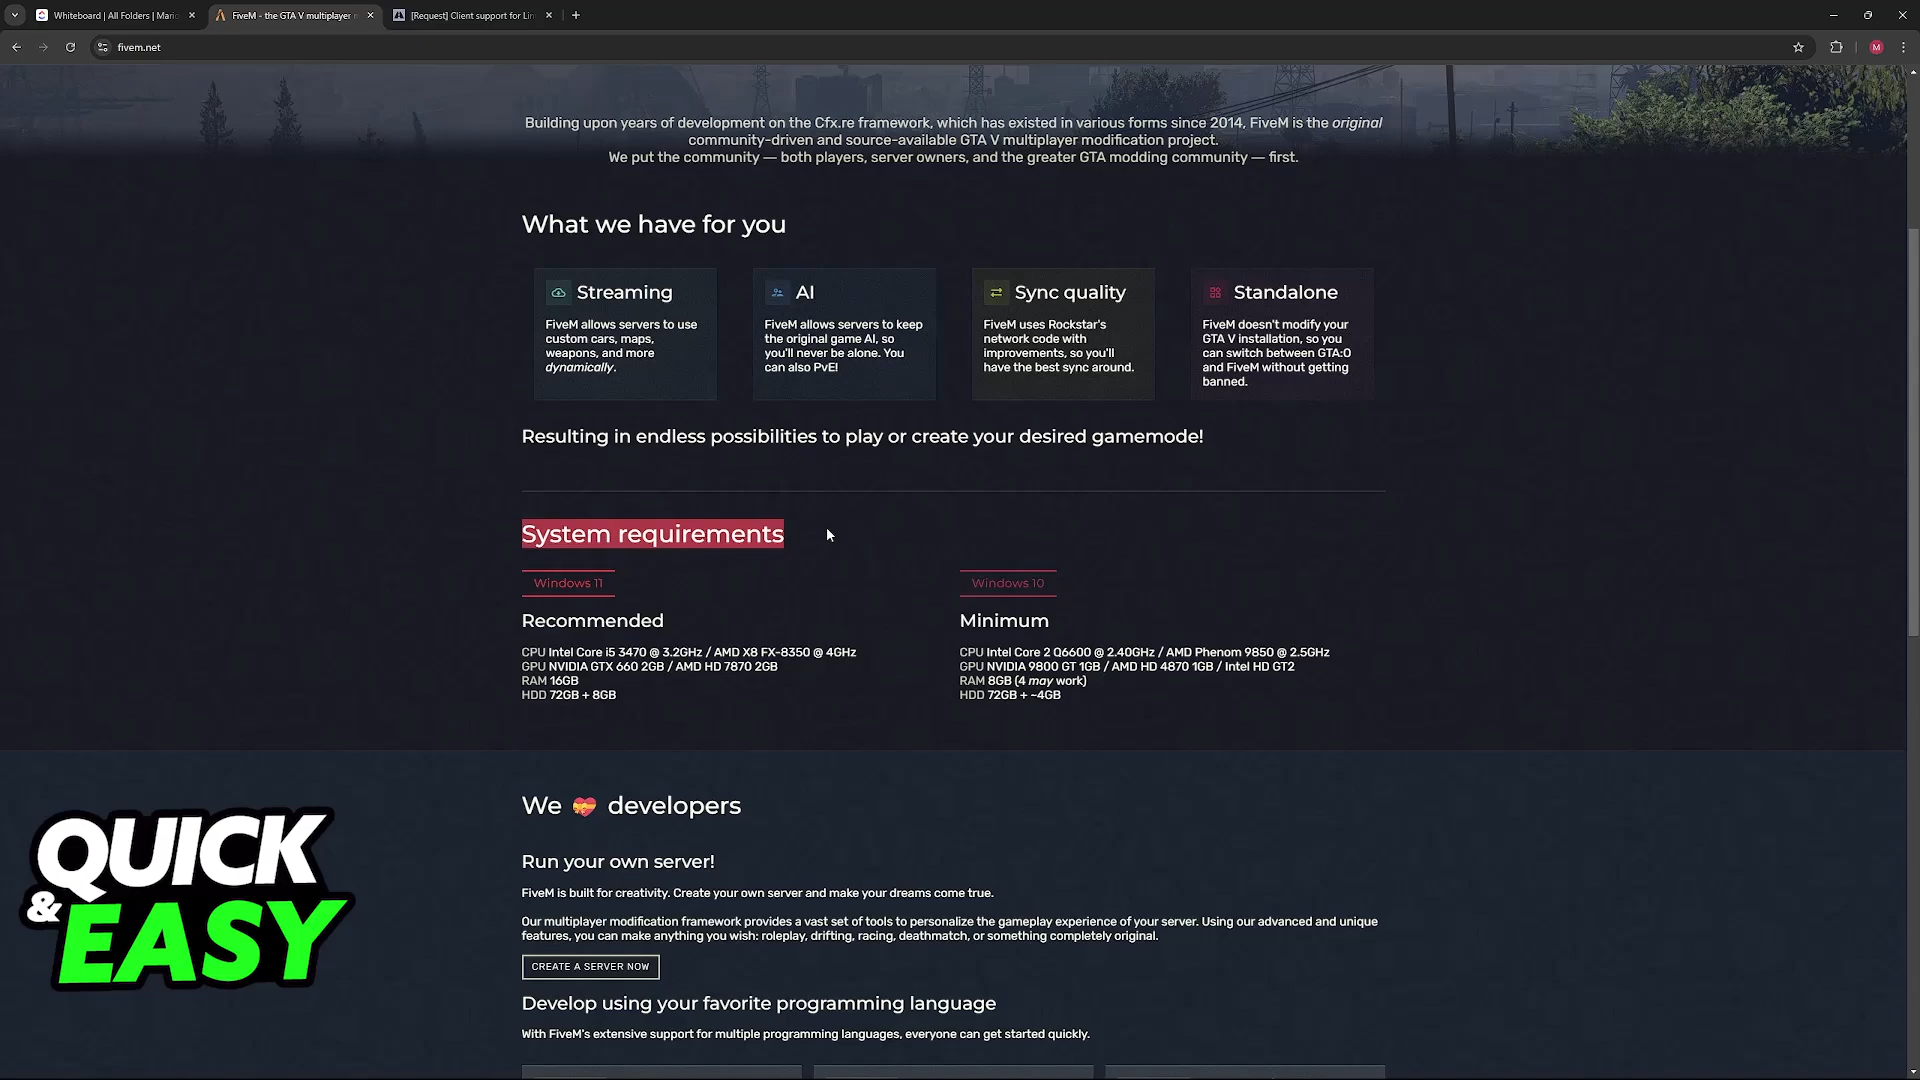 Whiteboard | All Folders | Mari
FiveM - the GTA V multiplayer m
[Request] Client support for Lin
fivem.net
M
Building upon years of development on the Cfx.re framework, which has existed in various forms since 2014, FiveM is the original
community-driven and source-available GTA V multiplayer modification project.
We put the community — both players, server owners, and the greater GTA modding community — first.
What we have for you
Streaming
FiveM allows servers to use
custom cars, maps,
weapons, and more
dynamically.
AI
FiveM allows servers to keep
the original game AI, so
you'll never be alone. You
can also PvE!
Sync quality
FiveM uses Rockstar's
network code with
improvements, so you'll
have the best sync around.
Standalone
FiveM doesn't modify your
GTA V installation, so you
can switch between GTA:O
and FiveM without getting
banned.
Resulting in endless possibilities to play or create your desired gamemode!
System requirements
Windows 11
Recommended
CPU Intel Core i5 3470 @ 3.2GHz / AMD X8 FX-8350 @ 4GHz
GPU NVIDIA GTX 660 2GB / AMD HD 7870 2GB
RAM 16GB
HDD 72GB + 8GB
Windows 10
Minimum
CPU Intel Core 2 Q6600 @ 2.40GHz / AMD Phenom 9850 @ 2.5GHz
GPU NVIDIA 9800 GT 1GB / AMD HD 4870 1GB / Intel HD GT2
RAM 8GB (4 may work)
HDD 72GB + ~4GB
We 💝 developers
Run your own server!
FiveM is built for creativity. Create your own server and make your dreams come true.
Our multiplayer modification framework provides a vast set of tools to personalize the gameplay experience of your server. Using our advanced and unique
features, you can make anything you wish: roleplay, drifting, racing, deathmatch, or something completely original.
CREATE A SERVER NOW
Develop using your favorite programming language
With FiveM's extensive support for multiple programming languages, everyone can get started quickly.
QUICK
&EASY